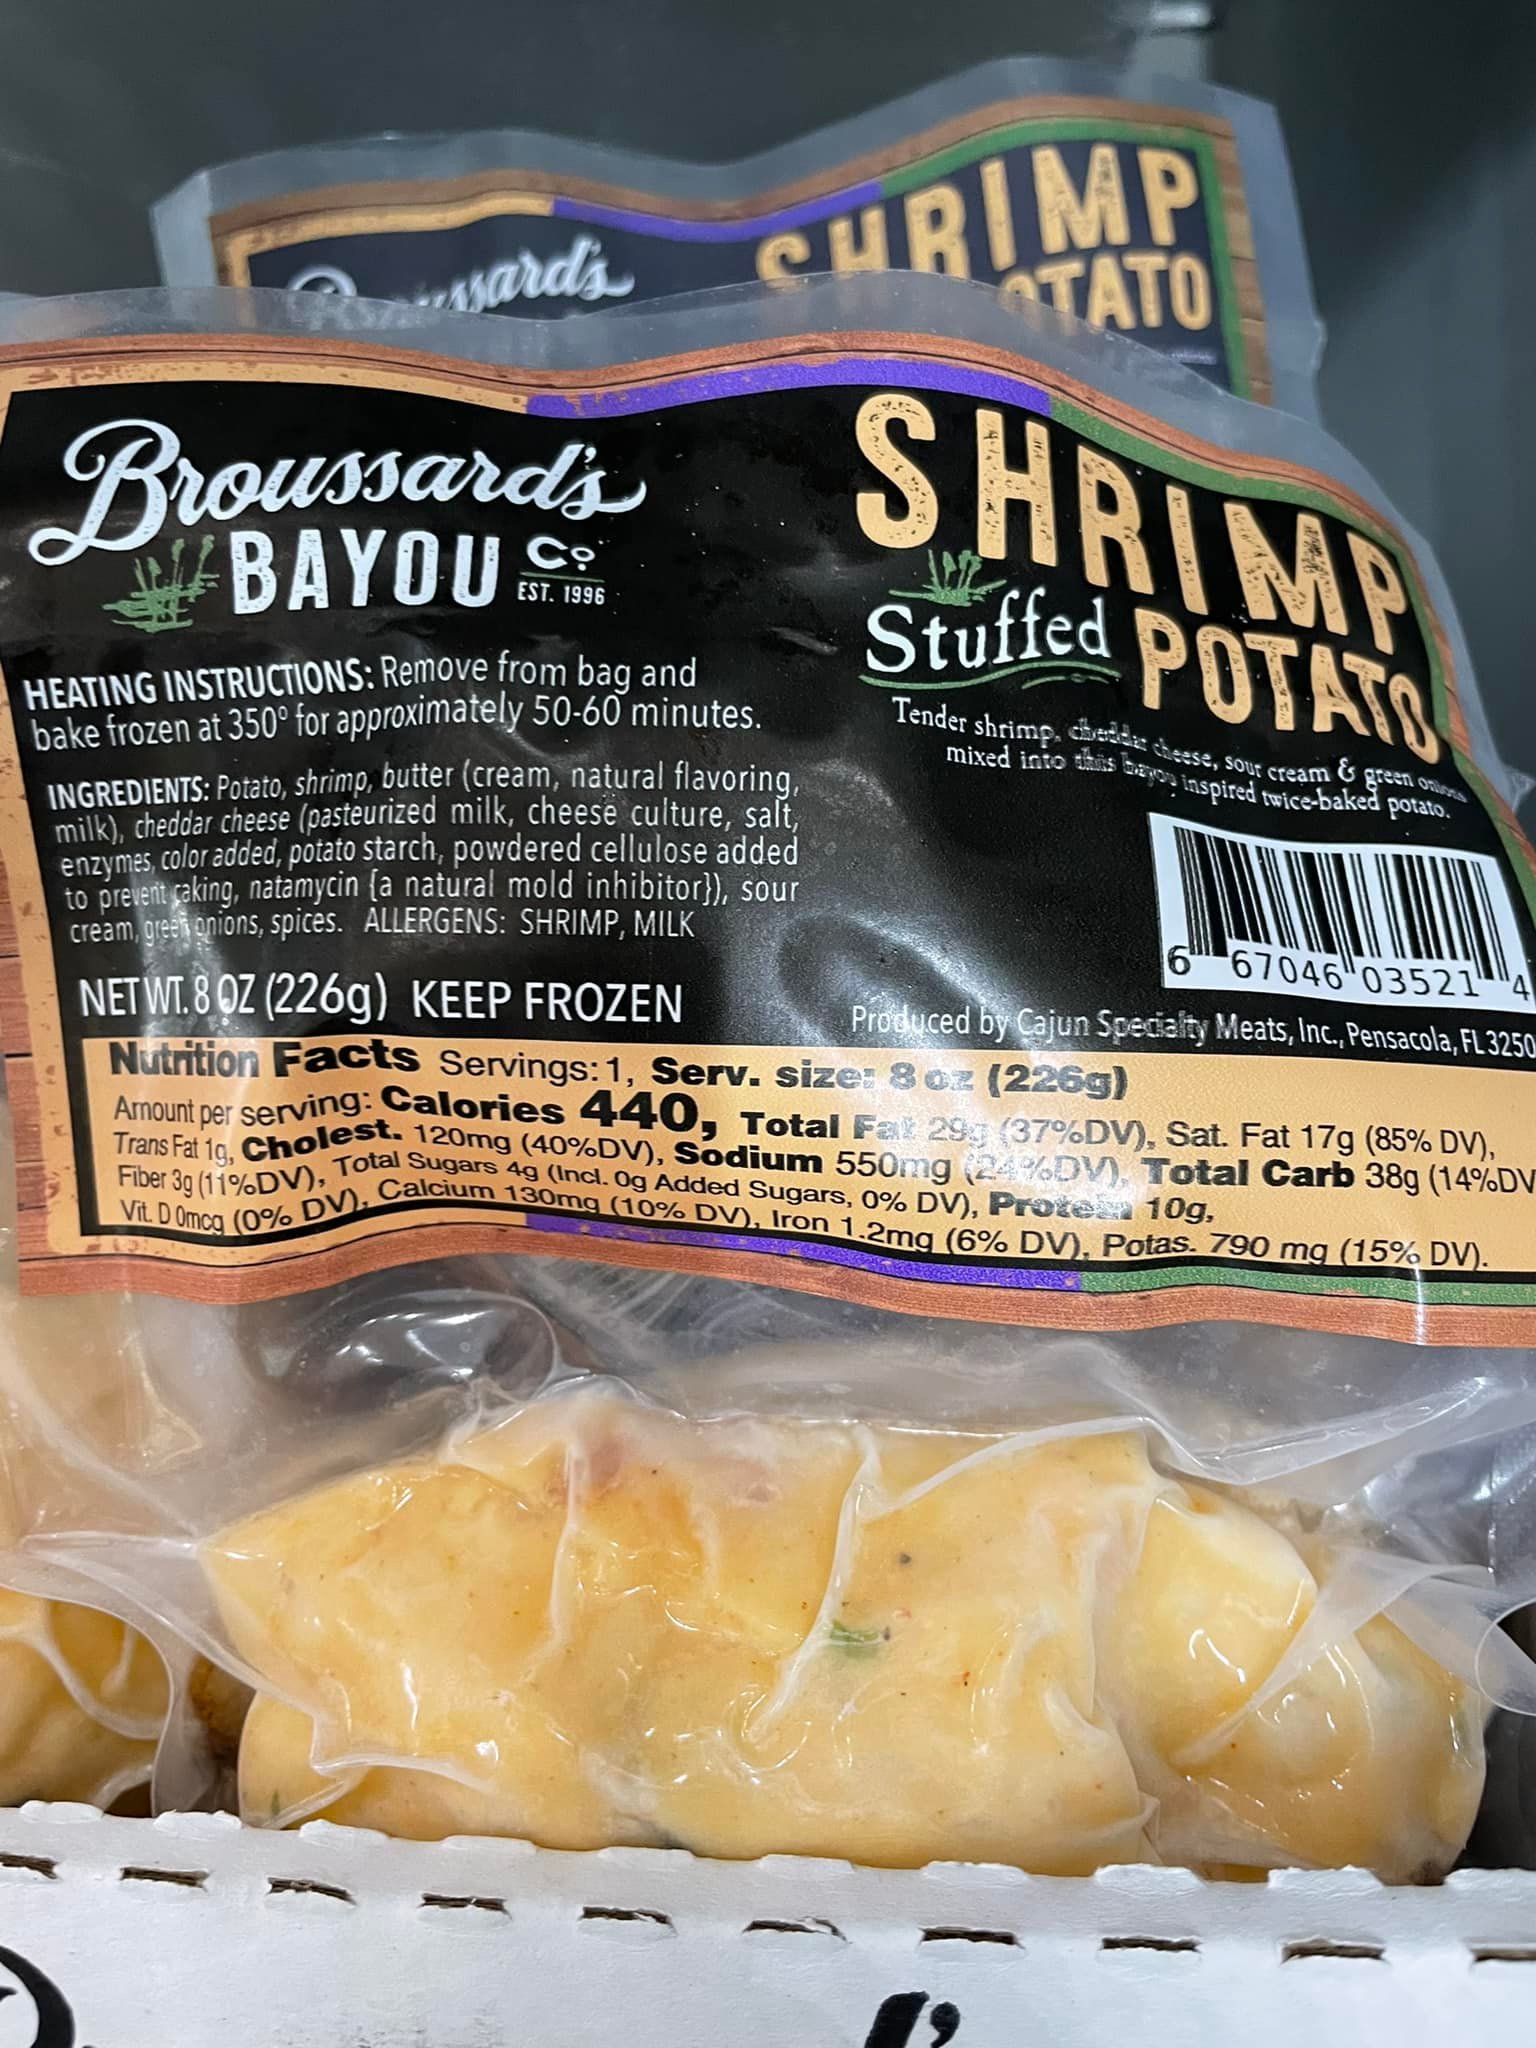 Broussard's
SHRIMP
OTATO
Broussard's
BAYOU Co.
EST. 1996
SHRIMP
Stuffed POTATO
Tender shrimp, cheddar cheese, sour cream & green onions
mixed into this bayou inspired twice-baked potato.
HEATING INSTRUCTIONS: Remove from bag and
bake frozen at 350° for approximately 50-60 minutes.
INGREDIENTS: Potato, shrimp, butter (cream, natural flavoring,
milk), cheddar cheese (pasteurized milk, cheese culture, salt,
enzymes, color added, potato starch, powdered cellulose added
to prevent caking, natamycin {a natural mold inhibitor}), sour
cream, green onions, spices. ALLERGENS: SHRIMP, MILK
NET WT. 8 OZ (226g) KEEP FROZEN
6 67046 03521 4
Produced by Cajun Specialty Meats, Inc., Pensacola, FL 3250
Nutrition Facts Servings: 1, Serv. size: 8 oz (226g)
Amount per serving: Calories 440, Total Fat 29g (37%DV), Sat. Fat 17g (85% DV),
Trans Fat 1g, Cholest. 120mg (40%DV), Sodium 550mg (24%DV), Total Carb 38g (14%DV
Fiber 3g (11%DV), Total Sugars 4g (Incl. 0g Added Sugars, 0% DV), Protein 10g,
Vit. D 0mcg (0% DV), Calcium 130mg (10% DV), Iron 1.2mg (6% DV), Potas. 790 mg (15% DV).